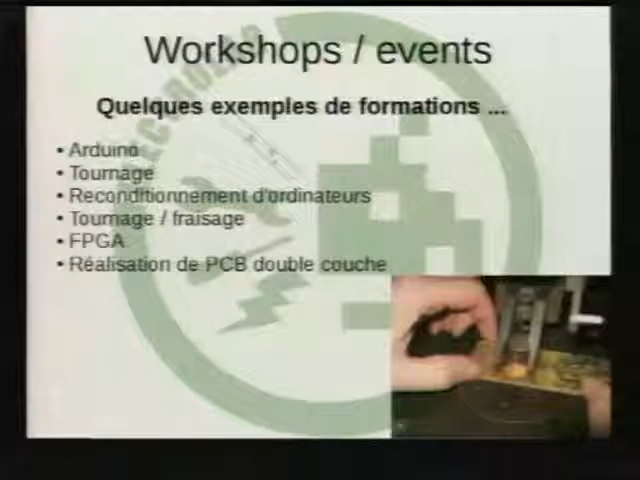 Workshops / events
Quelques exemples de formations ...
• Arduino
• Tournage
• Reconditionnement d'ordinateurs
• Tournage / fraisage
• FPGA
• Réalisation de PCB double couche